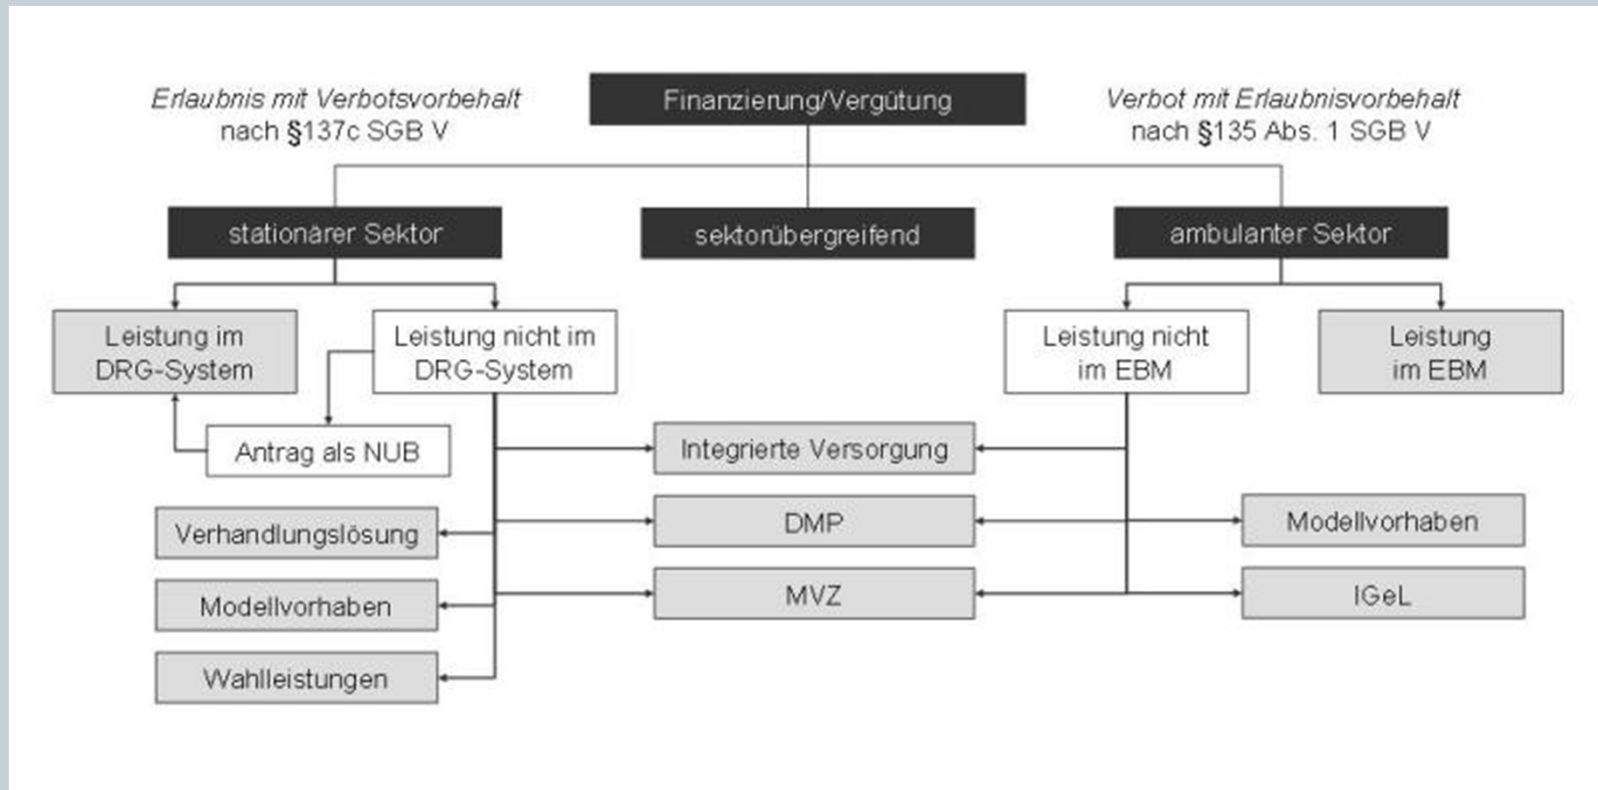 Erlaubnis mit Verbotsvorbehalt
nach §137c SGB V
Finanzierung/Vergütung
Verbot mit Erlaubnisvorbehalt
nach §135 Abs. 1 SGB V
stationärer Sektor
sektorübergreifend
ambulanter Sektor
Leistung im
DRG-System
Leistung nicht im
DRG-System
Leistung nicht
im EBM
Leistung
im EBM
Antrag als NUB
Integrierte Versorgung
Verhandlungslösung
DMP
Modellvorhaben
Modellvorhaben
MVZ
IGeL
Wahlleistungen